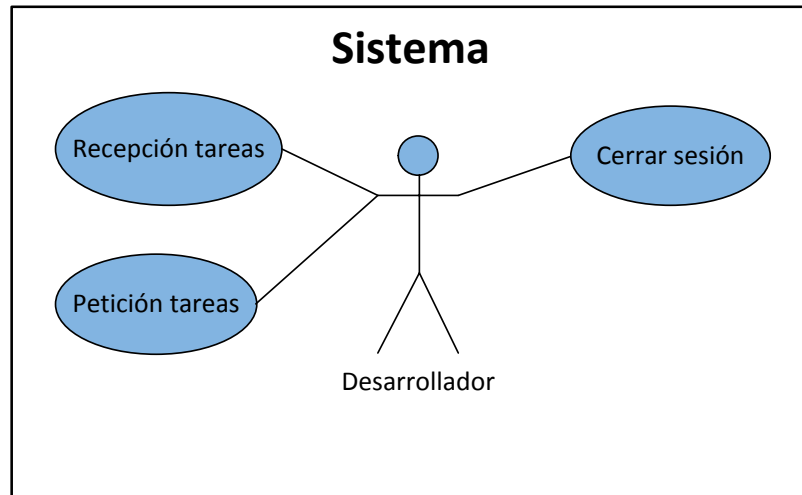 Sistema
Recepción tareas
Cerrar sesión
Petición tareas
Desarrollador